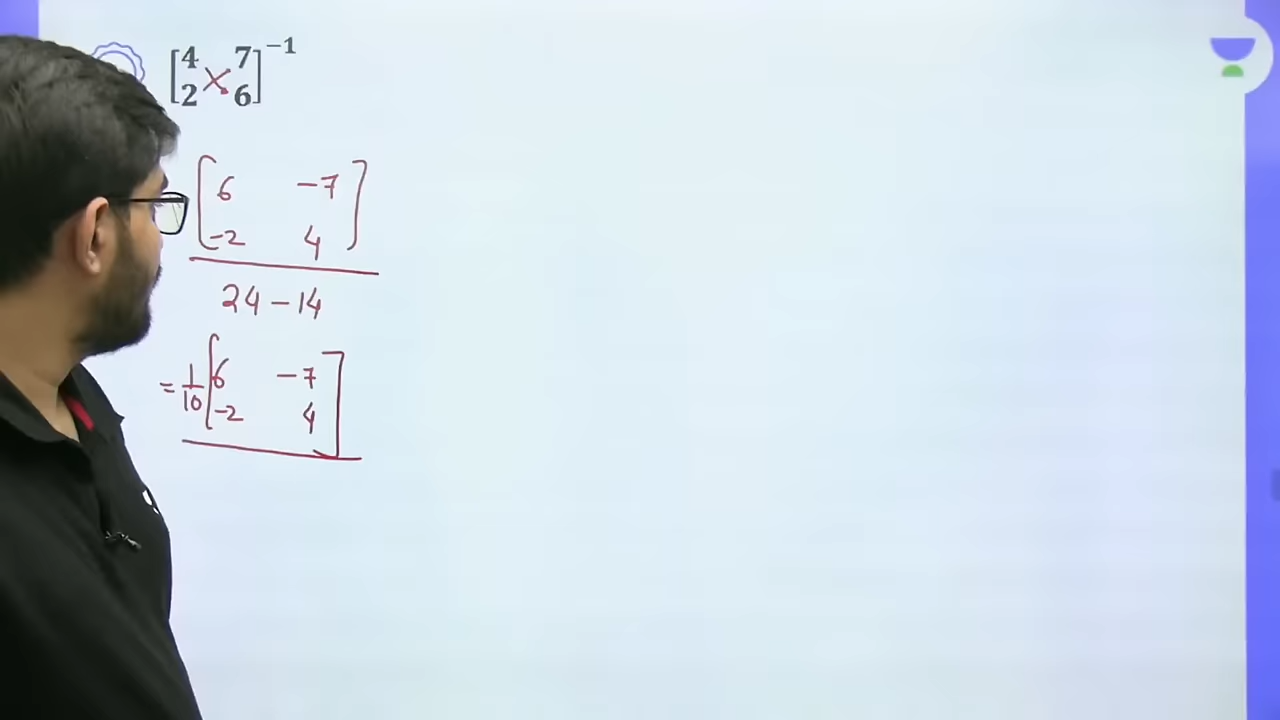 [4 7]⁻¹
[2 6]
[6 -7]
[-2 4]
24 - 14
= 1/10 [6 -7]
[-2 4]